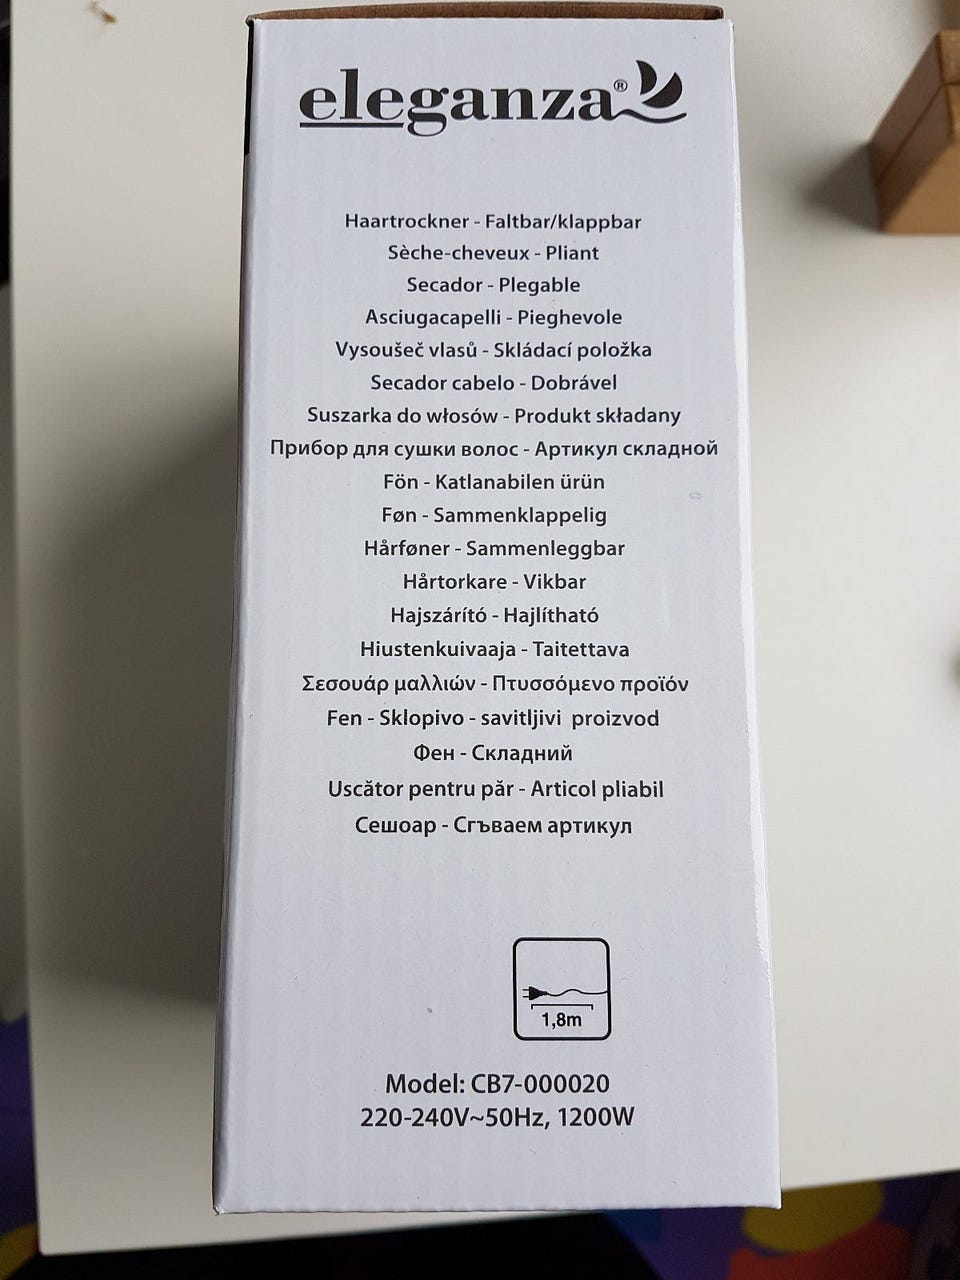 eleganza®
Haartrockner - Faltbar/klappbar
Sèche-cheveux - Pliant
Secador - Plegable
Asciugacapelli - Pieghevole
Vysoušeč vlasů - Skládací položka
Secador cabelo - Dobrável
Suszarka do włosów - Produkt składany
Прибор для сушки волос - Артикул складной
Fön - Katlanabilen ürün
Føn - Sammenklappelig
Hårføner - Sammenleggbar
Hårtorkare - Vikbar
Hajszárító - Hajlítható
Hiustenkuivaaja - Taitettava
Σεσουάρ μαλλιών - Πτυσσόμενο προϊόν
Fen - Sklopivo - savitljivi proizvod
Фен - Складний
Uscător pentru păr - Articol pliabil
Сешоар - Сгъваем артикул
1,8m
Model: CB7-000020
220-240V~50Hz, 1200W